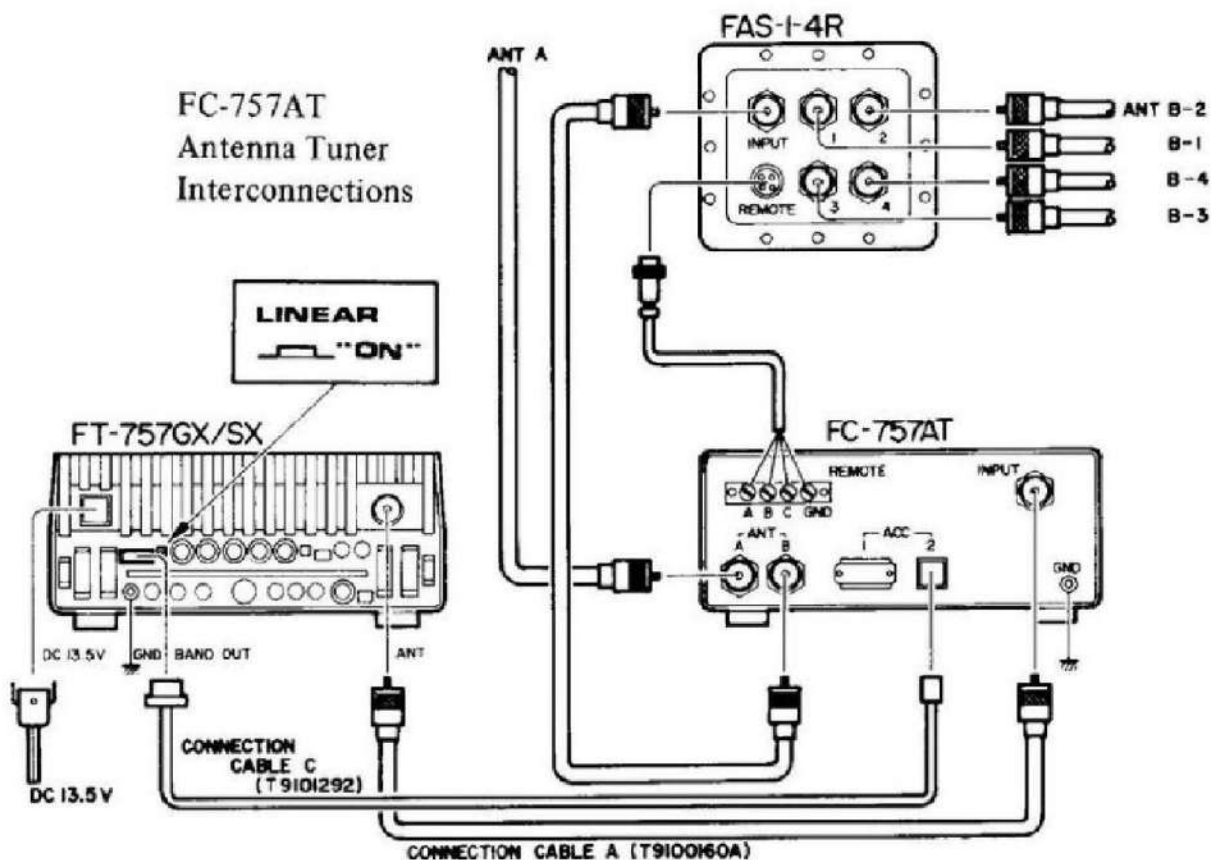 FAS-1-4R
ANT A
FC-757AT
Antenna Tuner
Interconnections
INPUT
1
2
REMOTE
3
4
ANT B-2
B-1
B-4
B-3
LINEAR
"ON"
FT-757GX/SX
FC-757AT
REMOTE
INPUT
A B C GND
ANT
A
B
ACC
1
2
GND
DC 13.5V
GND
BAND OUT
ANT
CONNECTION
CABLE C
(T9101292)
DC 13.5V
CONNECTION CABLE A (T9100160A)